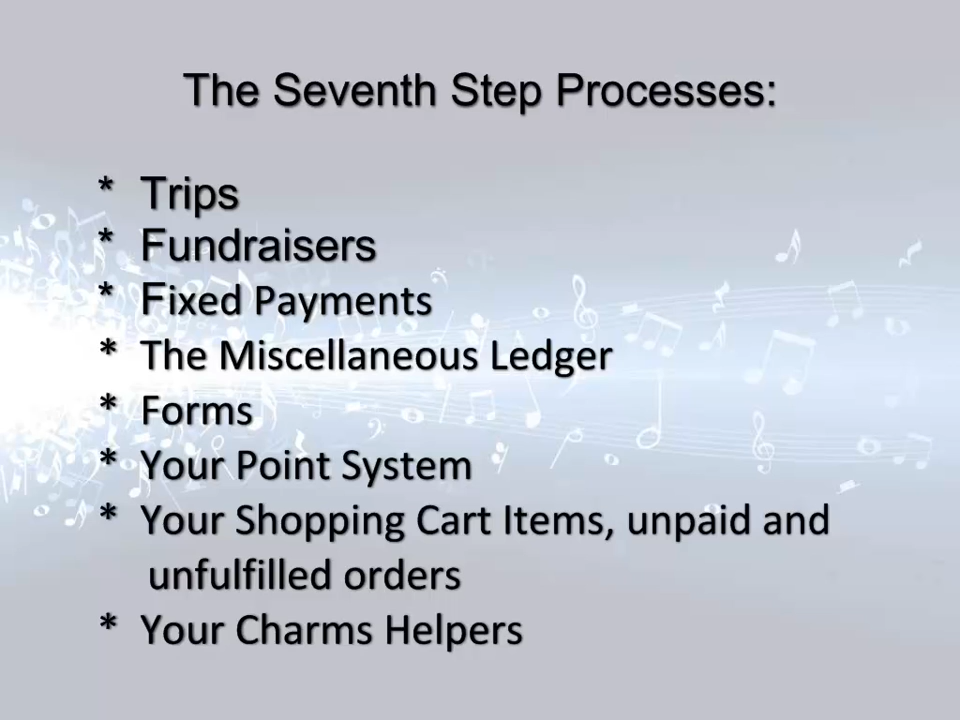 The Seventh Step Processes:
* Trips
* Fundraisers
* Fixed Payments
* The Miscellaneous Ledger
* Forms
* Your Point System
* Your Shopping Cart Items, unpaid and
unfulfilled orders
* Your Charms Helpers